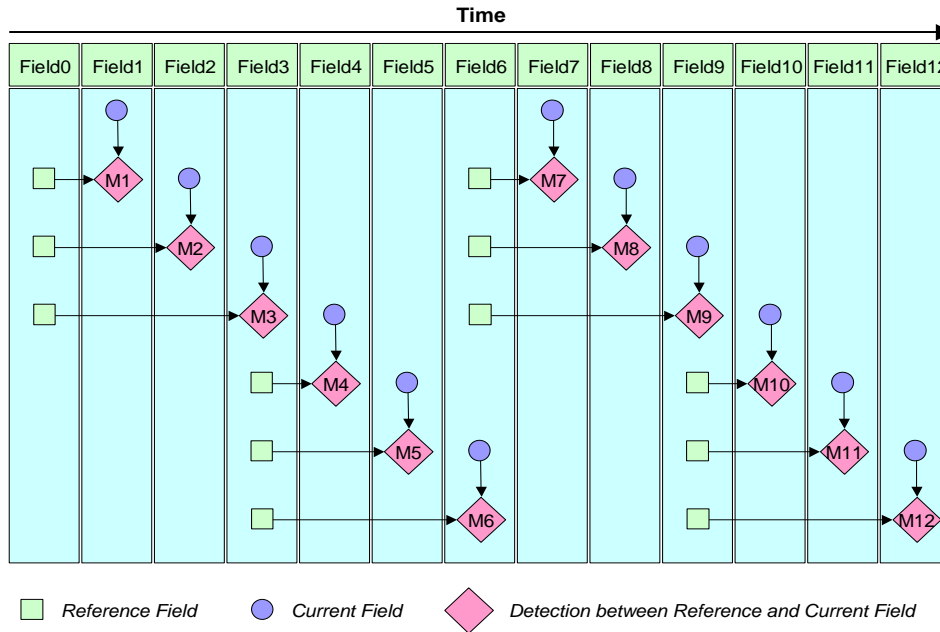 Time
Field0 Field1 Field2 Field3 Field4 Field5 Field6 Field7 Field8 Field9 Field10 Field11 Field12
M1 M7
M2 M8
M3 M9
M4 M10
M5 M11
M6 M12
Reference Field Current Field Detection between Reference and Current Field